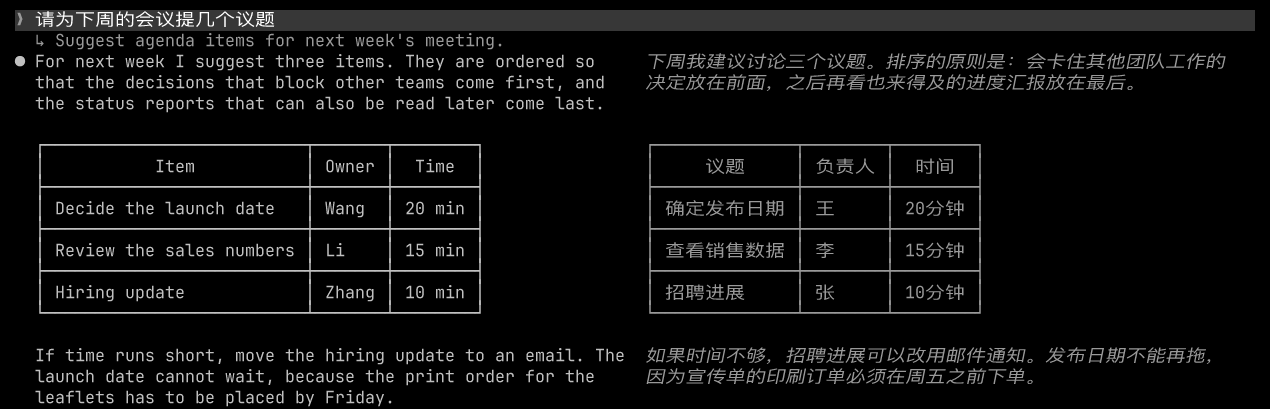 ❯ 请为下周的会议提几个议题
↳ Suggest agenda items for next week's meeting.
● For next week I suggest three items. They are ordered so
that the decisions that block other teams come first, and
the status reports that can also be read later come last.
下周我建议讨论三个议题。排序的原则是：会卡住其他团队工作的
决定放在前面，之后再看也来得及的进度汇报放在最后。
Item Owner Time
Decide the launch date Wang 20 min
Review the sales numbers Li 15 min
Hiring update Zhang 10 min
议题 负责人 时间
确定发布日期 王 20分钟
查看销售数据 李 15分钟
招聘进展 张 10分钟
If time runs short, move the hiring update to an email. The
launch date cannot wait, because the print order for the
leaflets has to be placed by Friday.
如果时间不够，招聘进展可以改用邮件通知。发布日期不能再拖，
因为宣传单的印刷订单必须在周五之前下单。